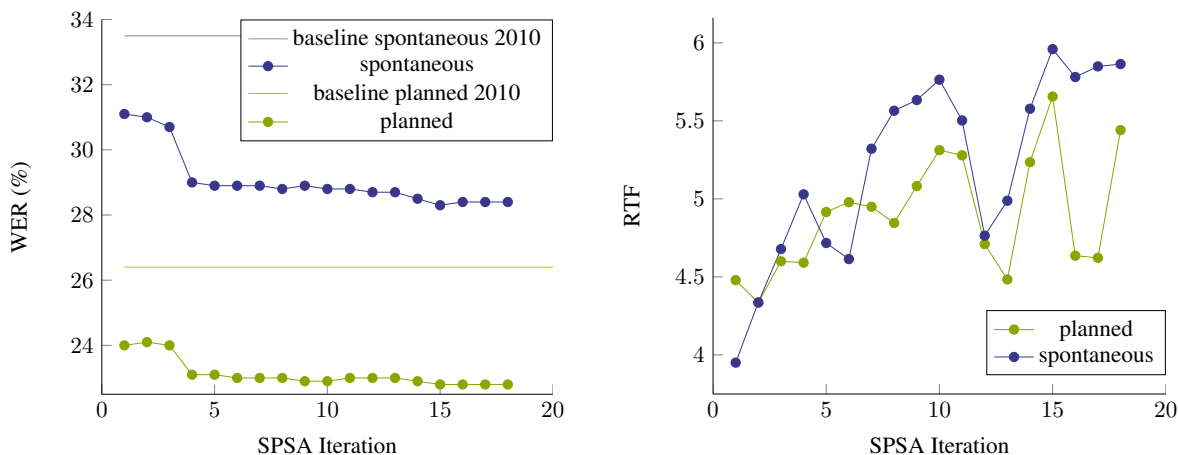 34
32
30
28
26
24
0
5
10
15
20
WER (%)
SPSA Iteration
baseline spontaneous 2010
spontaneous
baseline planned 2010
planned
6
5.5
5
4.5
4
0
5
10
15
20
RTF
SPSA Iteration
planned
spontaneous